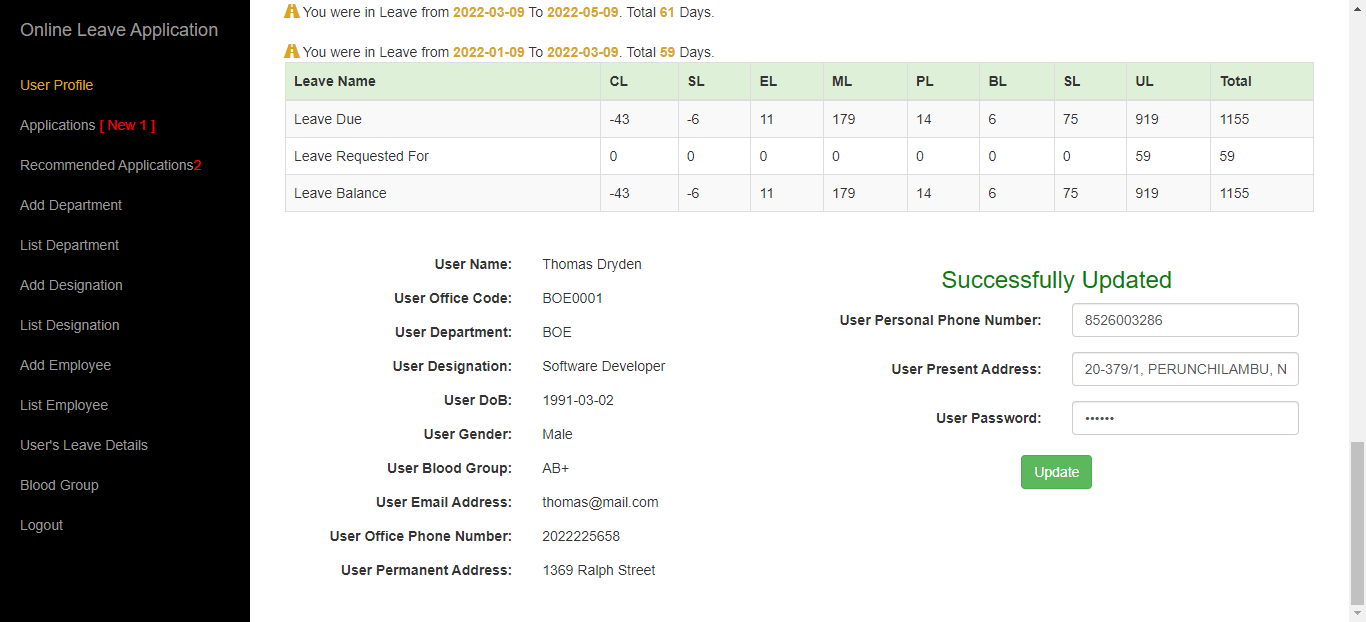 Online Leave Application
User Profile
Applications [ New 1 ]
Recommended Applications2
Add Department
List Department
Add Designation
List Designation
Add Employee
List Employee
User's Leave Details
Blood Group
Logout
You were in Leave from 2022-03-09 To 2022-05-09. Total 61 Days.
You were in Leave from 2022-01-09 To 2022-03-09. Total 59 Days.
Leave Name CL SL EL ML PL BL SL UL Total
Leave Due -43 -6 11 179 14 6 75 919 1155
Leave Requested For 0 0 0 0 0 0 0 59 59
Leave Balance -43 -6 11 179 14 6 75 919 1155
User Name: Thomas Dryden
User Office Code: BOE0001
User Department: BOE
User Designation: Software Developer
User DoB: 1991-03-02
User Gender: Male
User Blood Group: AB+
User Email Address: thomas@mail.com
User Office Phone Number: 2022225658
User Permanent Address: 1369 Ralph Street
Successfully Updated
User Personal Phone Number: 8526003286
User Present Address: 20-379/1, PERUNCHILAMBU, N
User Password: ••••••
Update